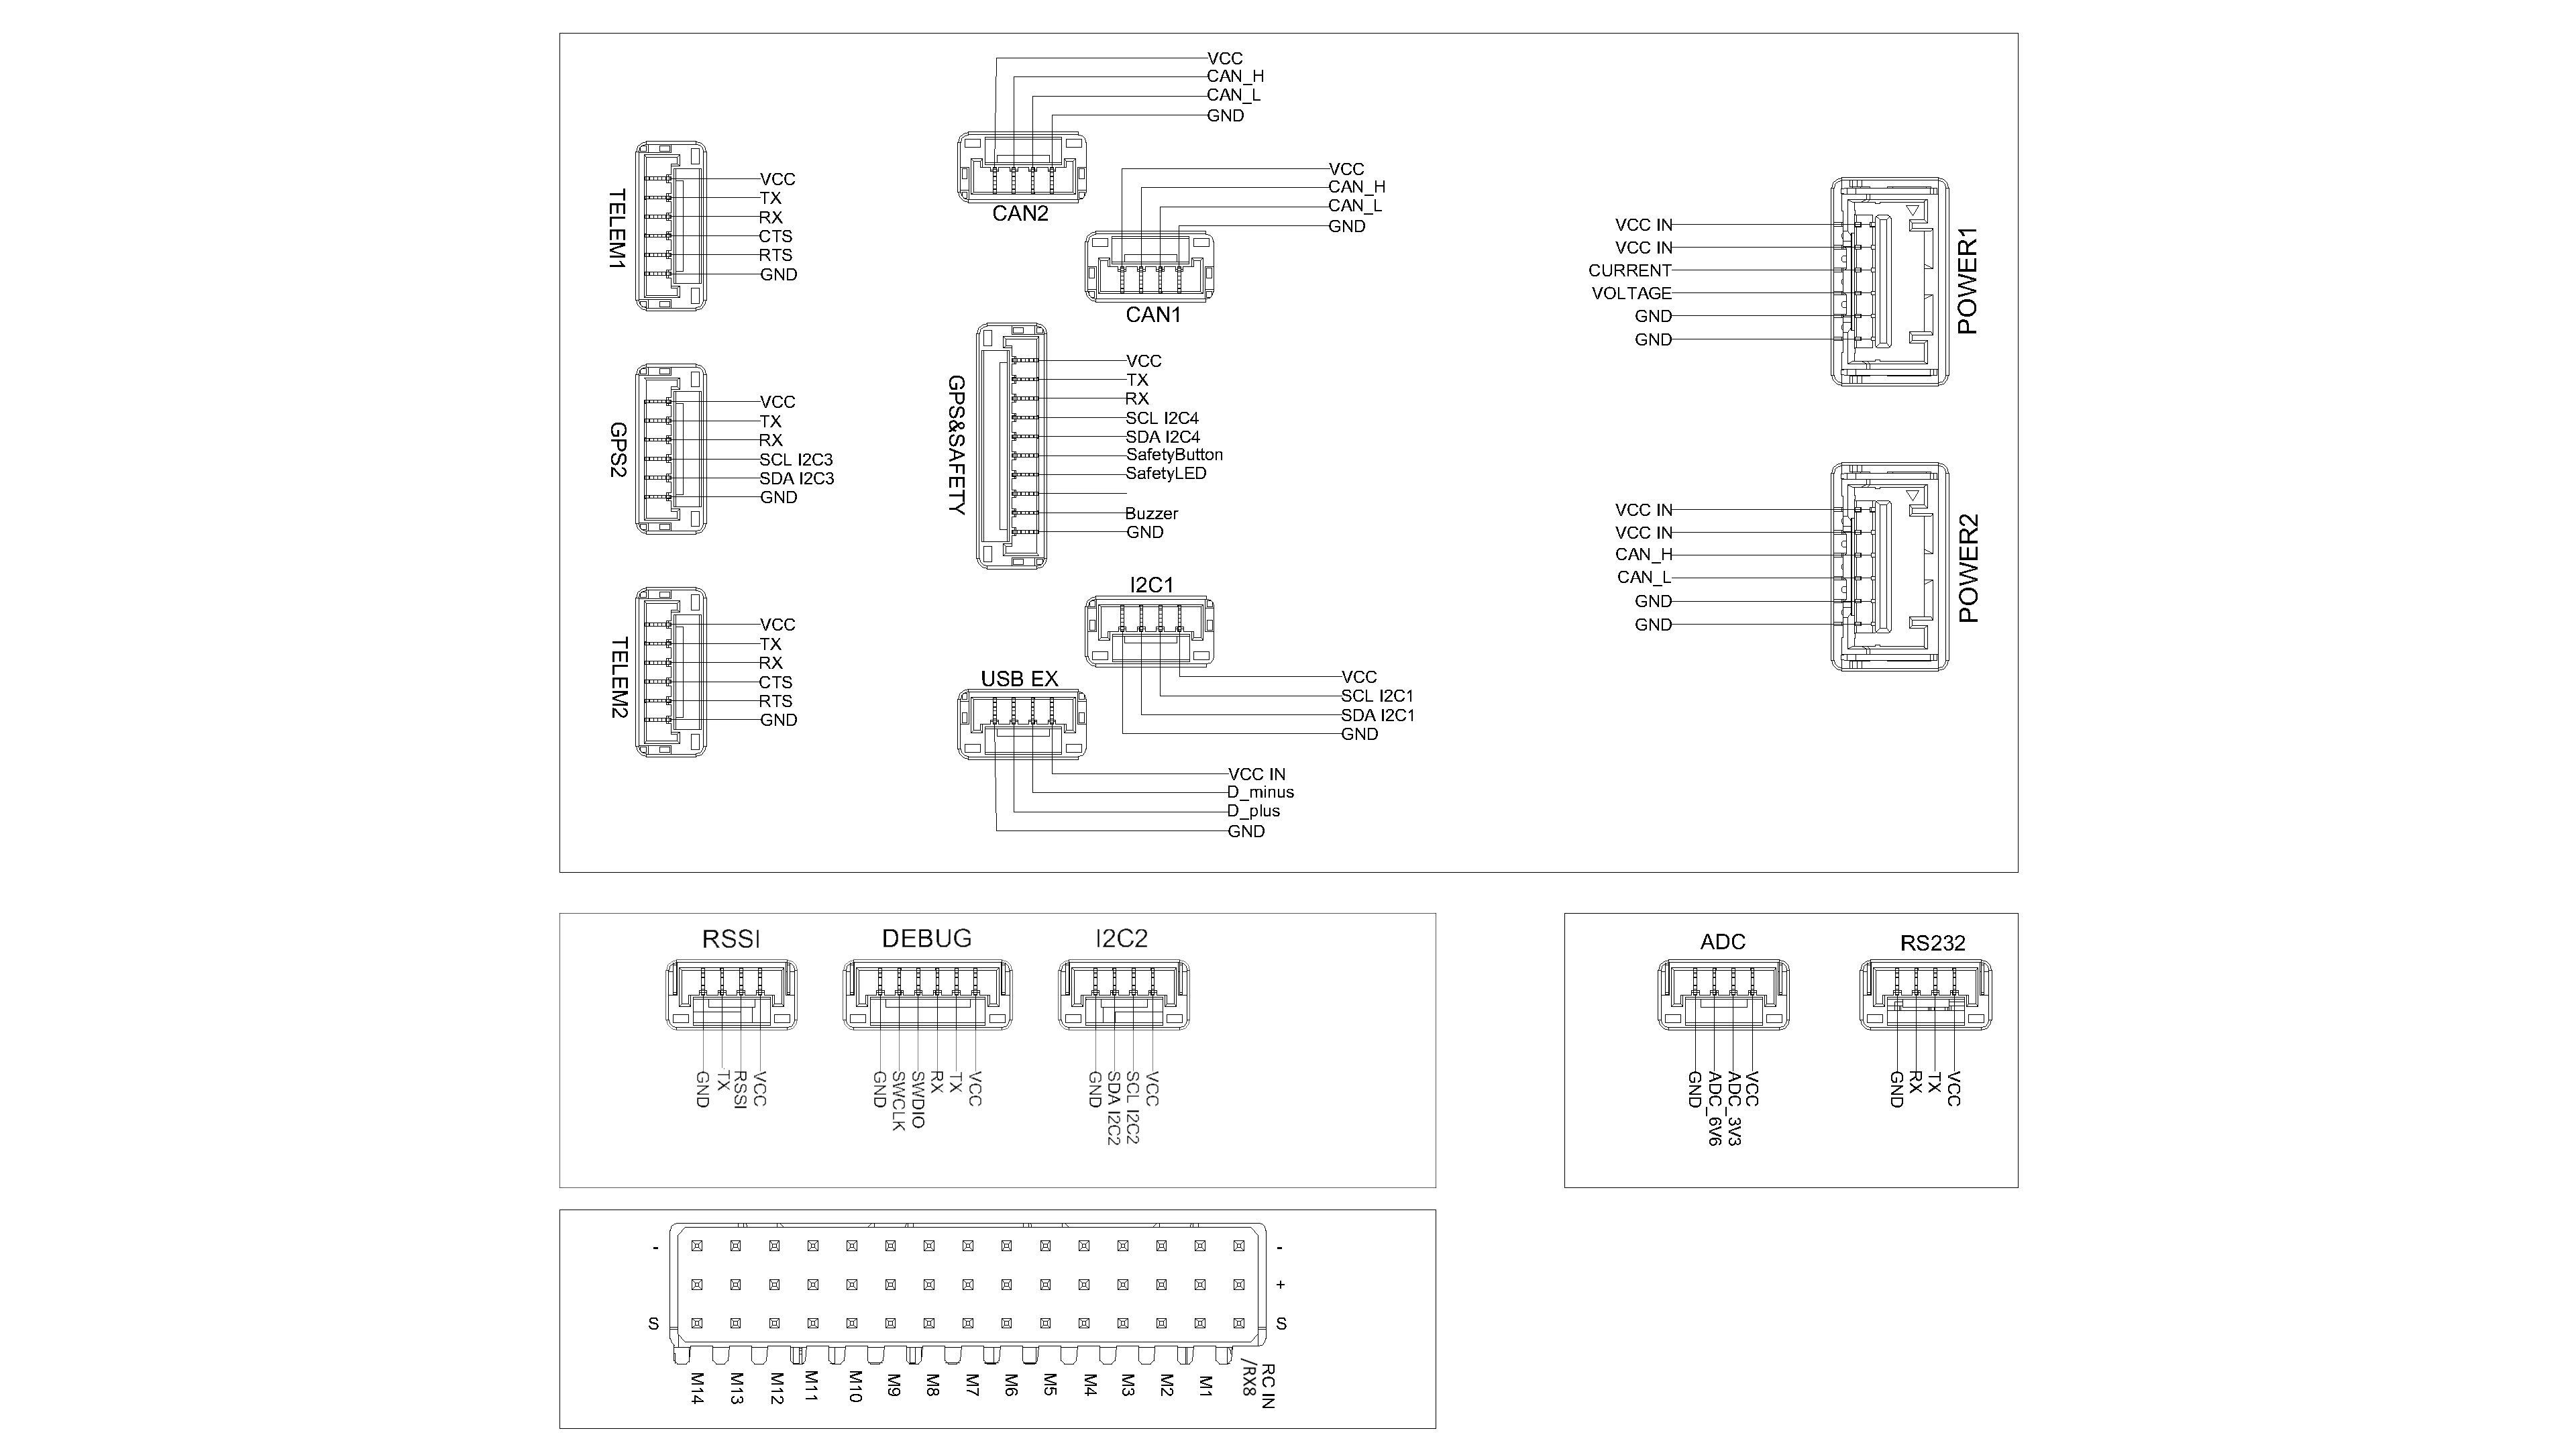 VCC
CAN_H
CAN_L
GND
CAN2
VCC
CAN_H
CAN_L
GND
CAN1
TELEM1
VCC
TX
RX
CTS
RTS
GND
GPS2
VCC
TX
RX
SCL I2C3
SDA I2C3
GND
TELEM2
VCC
TX
RX
CTS
RTS
GND
GPS&SAFETY
VCC
TX
RX
SCL I2C4
SDA I2C4
SafetyButton
SafetyLED
Buzzer
GND
I2C1
VCC
SCL I2C1
SDA I2C1
GND
USB EX
VCC IN
D_minus
D_plus
GND
VCC IN
VCC IN
CURRENT
VOLTAGE
GND
GND
POWER1
VCC IN
VCC IN
CAN_H
CAN_L
GND
GND
POWER2
RSSI
GND
TX
RSSI
VCC
DEBUG
GND
SWCLK
SWDIO
RX
TX
VCC
I2C2
GND
SDA I2C2
SCL I2C2
VCC
ADC
GND
ADC_6V6
ADC_3V3
VCC
RS232
GND
RX
TX
VCC
- -
+
S S
M14
M13
M12
M11
M10
M9
M8
M7
M6
M5
M4
M3
M2
M1
RC IN
/RX8